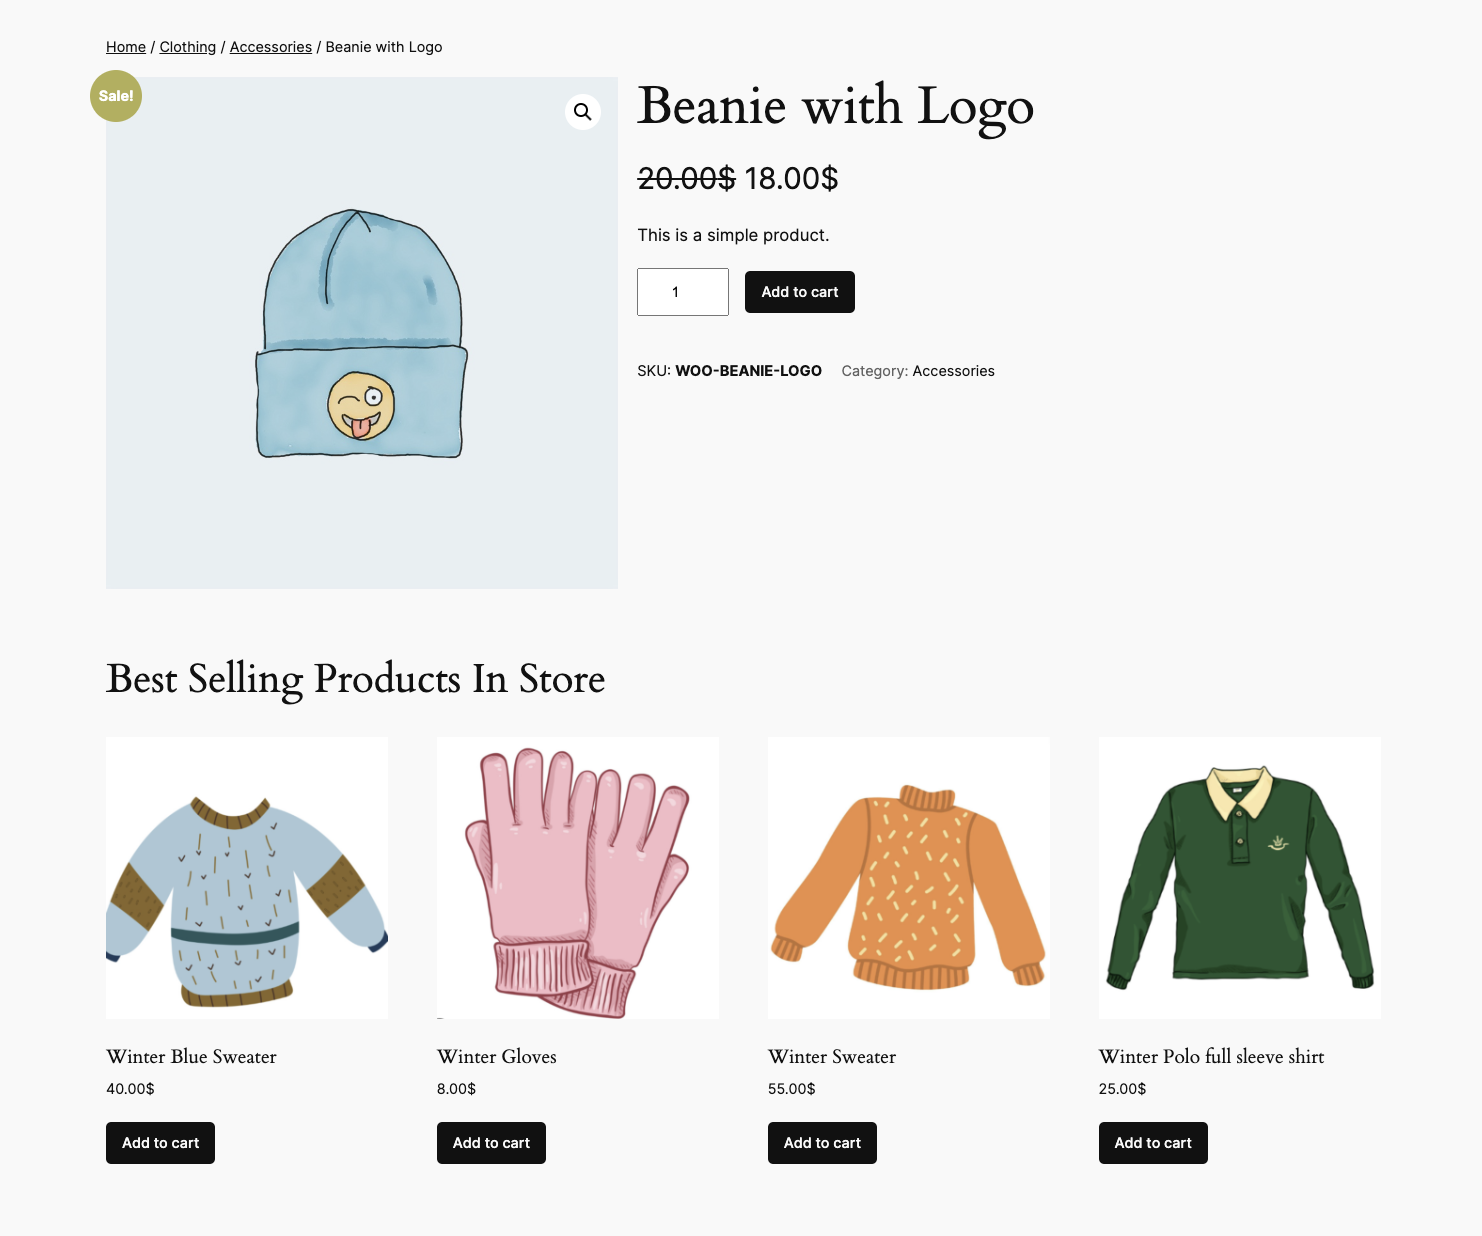 Home / Clothing / Accessories / Beanie with Logo
Sale!
Beanie with Logo
20.00$ 18.00$
This is a simple product.
1
Add to cart
SKU: WOO-BEANIE-LOGO Category: Accessories
Best Selling Products In Store
Winter Blue Sweater
40.00$
Add to cart
Winter Gloves
8.00$
Add to cart
Winter Sweater
55.00$
Add to cart
Winter Polo full sleeve shirt
25.00$
Add to cart